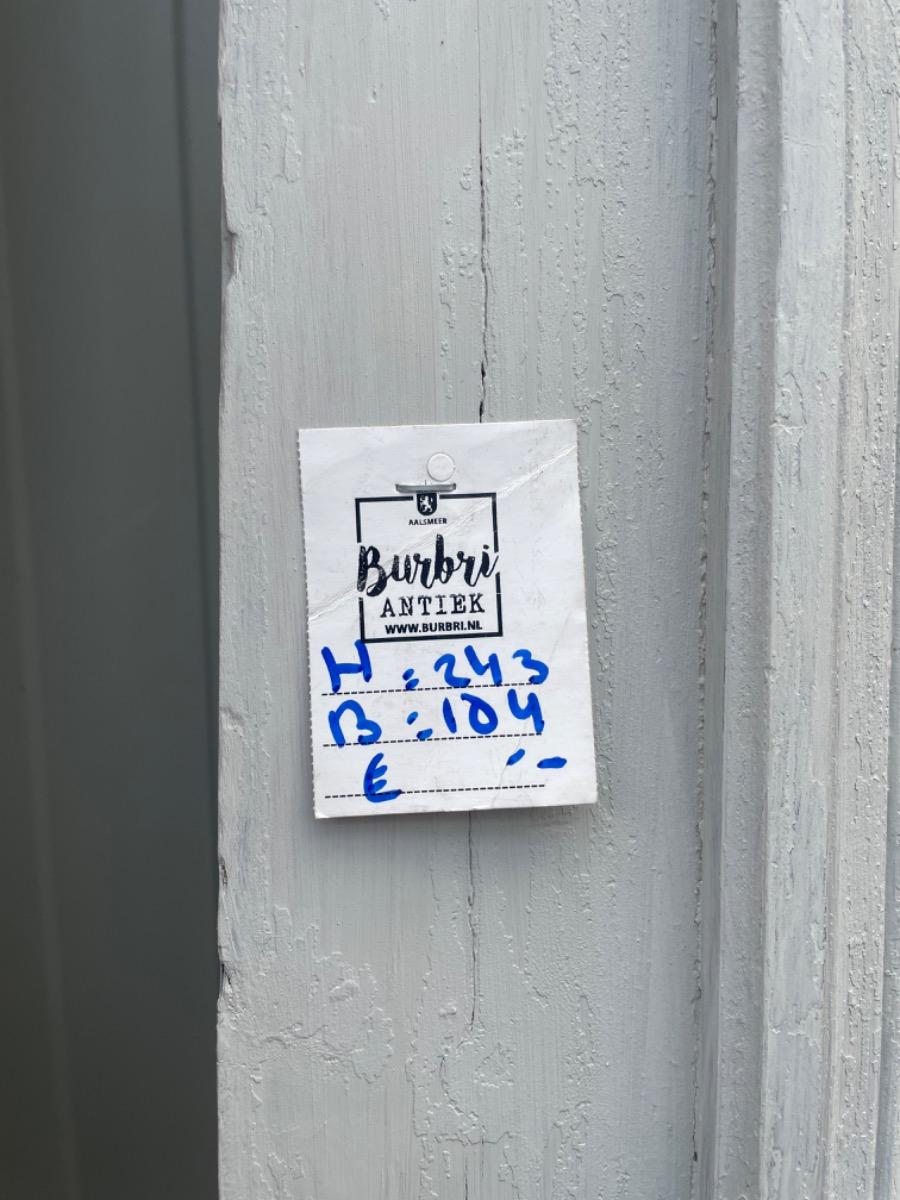 AALSMEER
Burbri
ANTIEK
WWW.BURBRI.NL
H : 243
B : 104
€ ,-